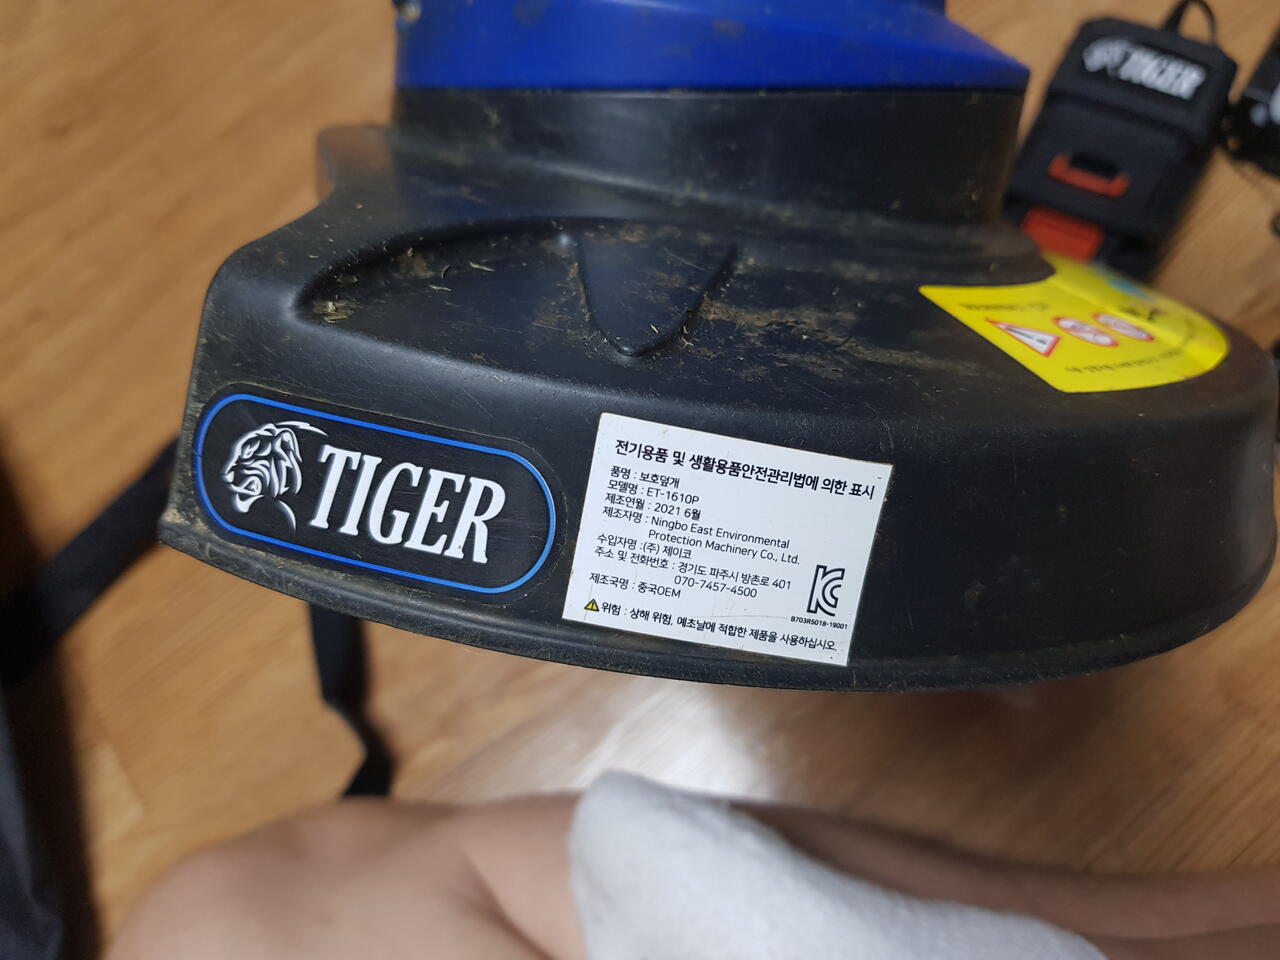 TIGER
TIGER
전기용품 및 생활용품안전관리법에 의한 표시
품명 : 보호덮개
모델명 : ET-1610P
제조연월 : 2021 6월
제조자명 : Ningbo East Environmental
Protection Machinery Co., Ltd.
수입자명 : (주) 제이코
주소 및 전화번호 : 경기도 파주시 방촌로 401
070-7457-4500
제조국명 : 중국OEM
위험 : 상해 위험, 예초날에 적합한 제품을 사용하십시오
B703R5018-19001